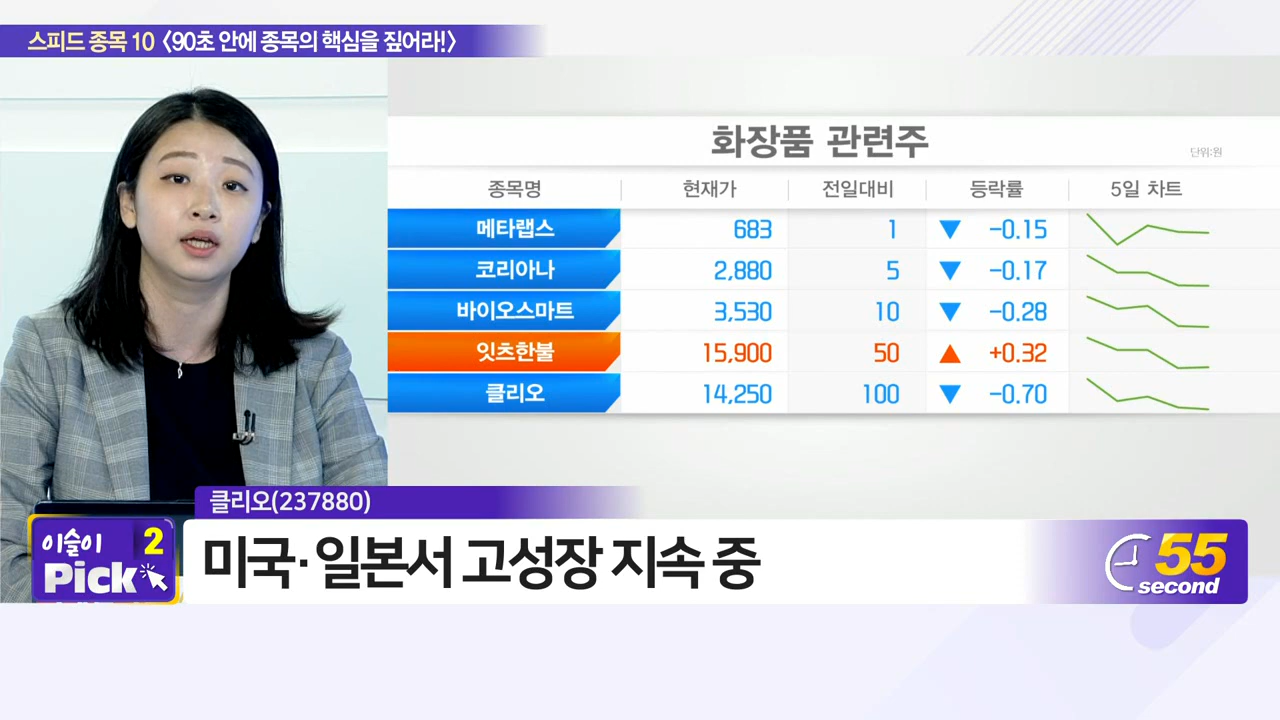 스피드 종목 10 〈90초 안에 종목의 핵심을 짚어라!〉
화장품 관련주
단위:원
종목명 현재가 전일대비 등락률 5일 차트
메타랩스 683 1 ▼ -0.15
코리아나 2,880 5 ▼ -0.17
바이오스마트 3,530 10 ▼ -0.28
잇츠한불 15,900 50 ▲ +0.32
클리오 14,250 100 ▼ -0.70
클리오(237880)
이슬이 2
Pick
미국·일본서 고성장 지속 중
55
second